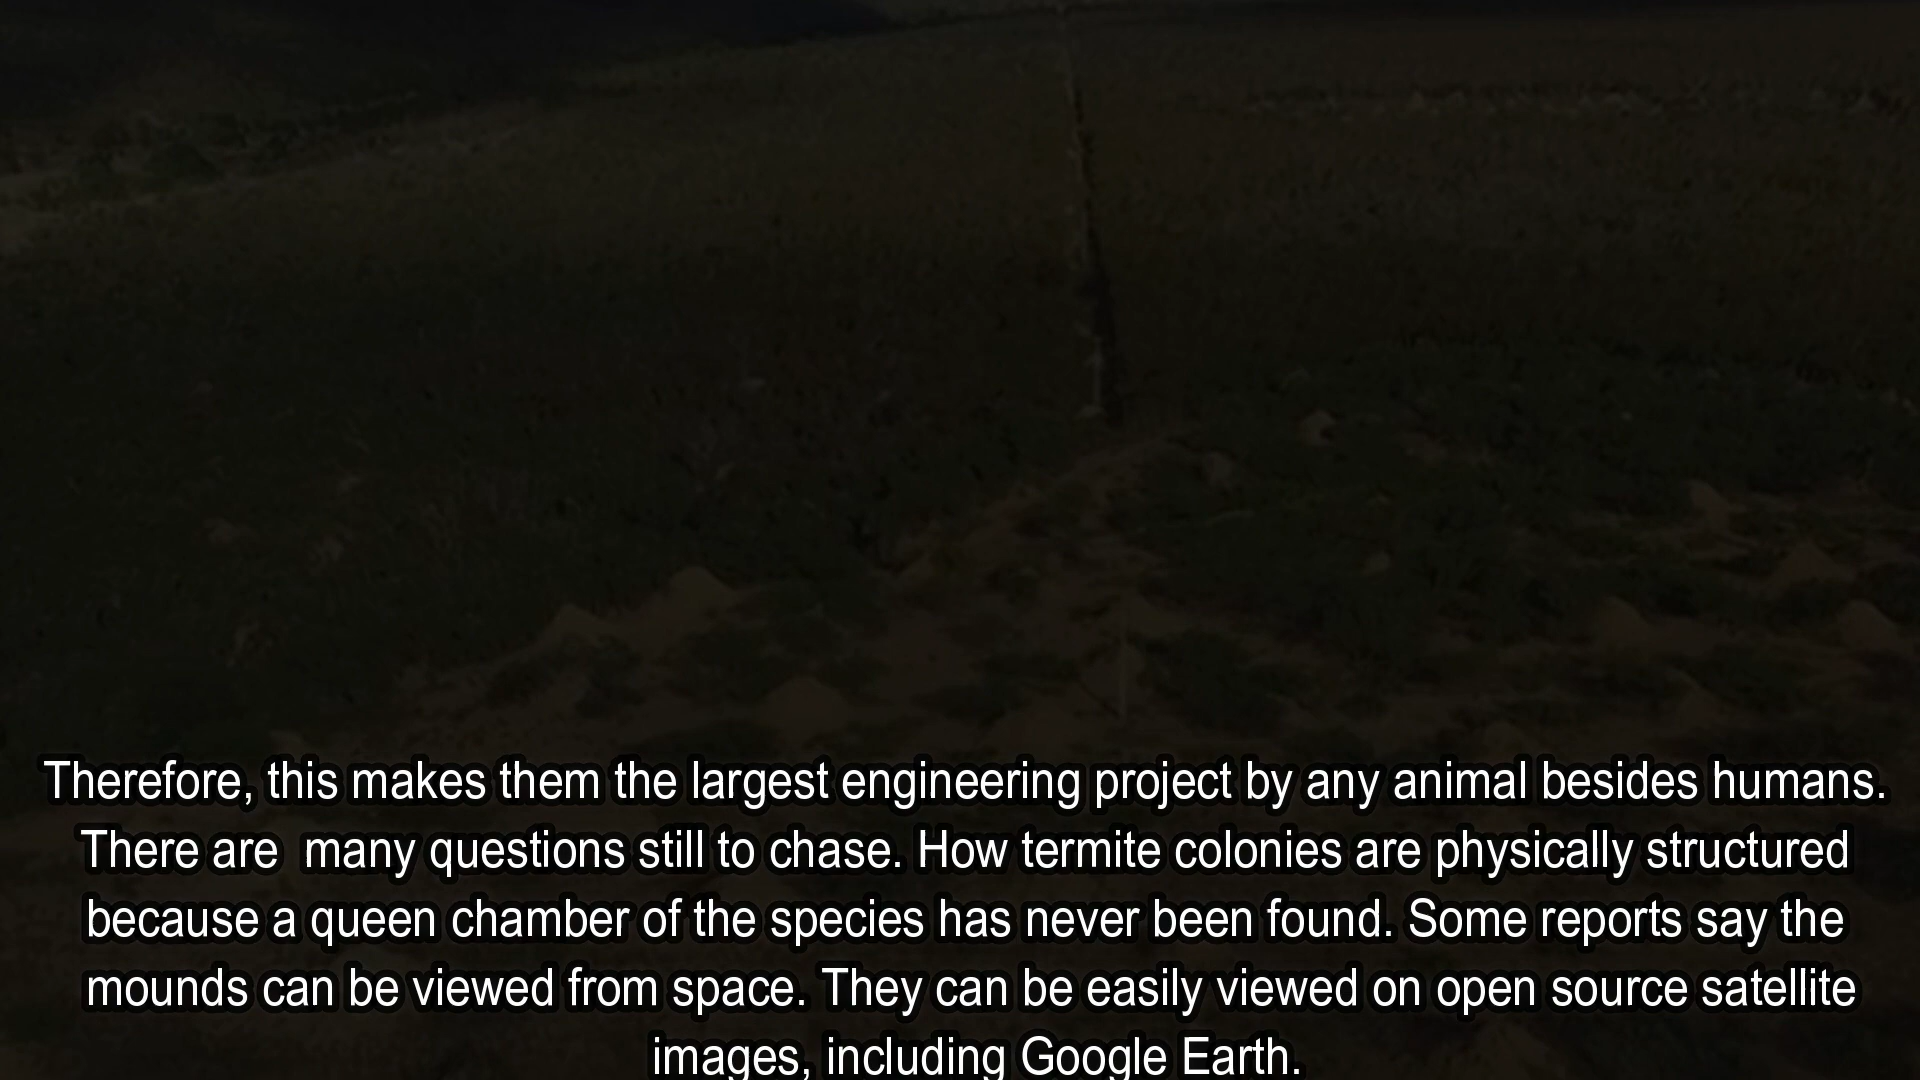 Therefore, this makes them the largest engineering project by any animal besides humans.
There are  many questions still to chase. How termite colonies are physically structured
because a queen chamber of the species has never been found. Some reports say the
mounds can be viewed from space. They can be easily viewed on open source satellite
images, including Google Earth.